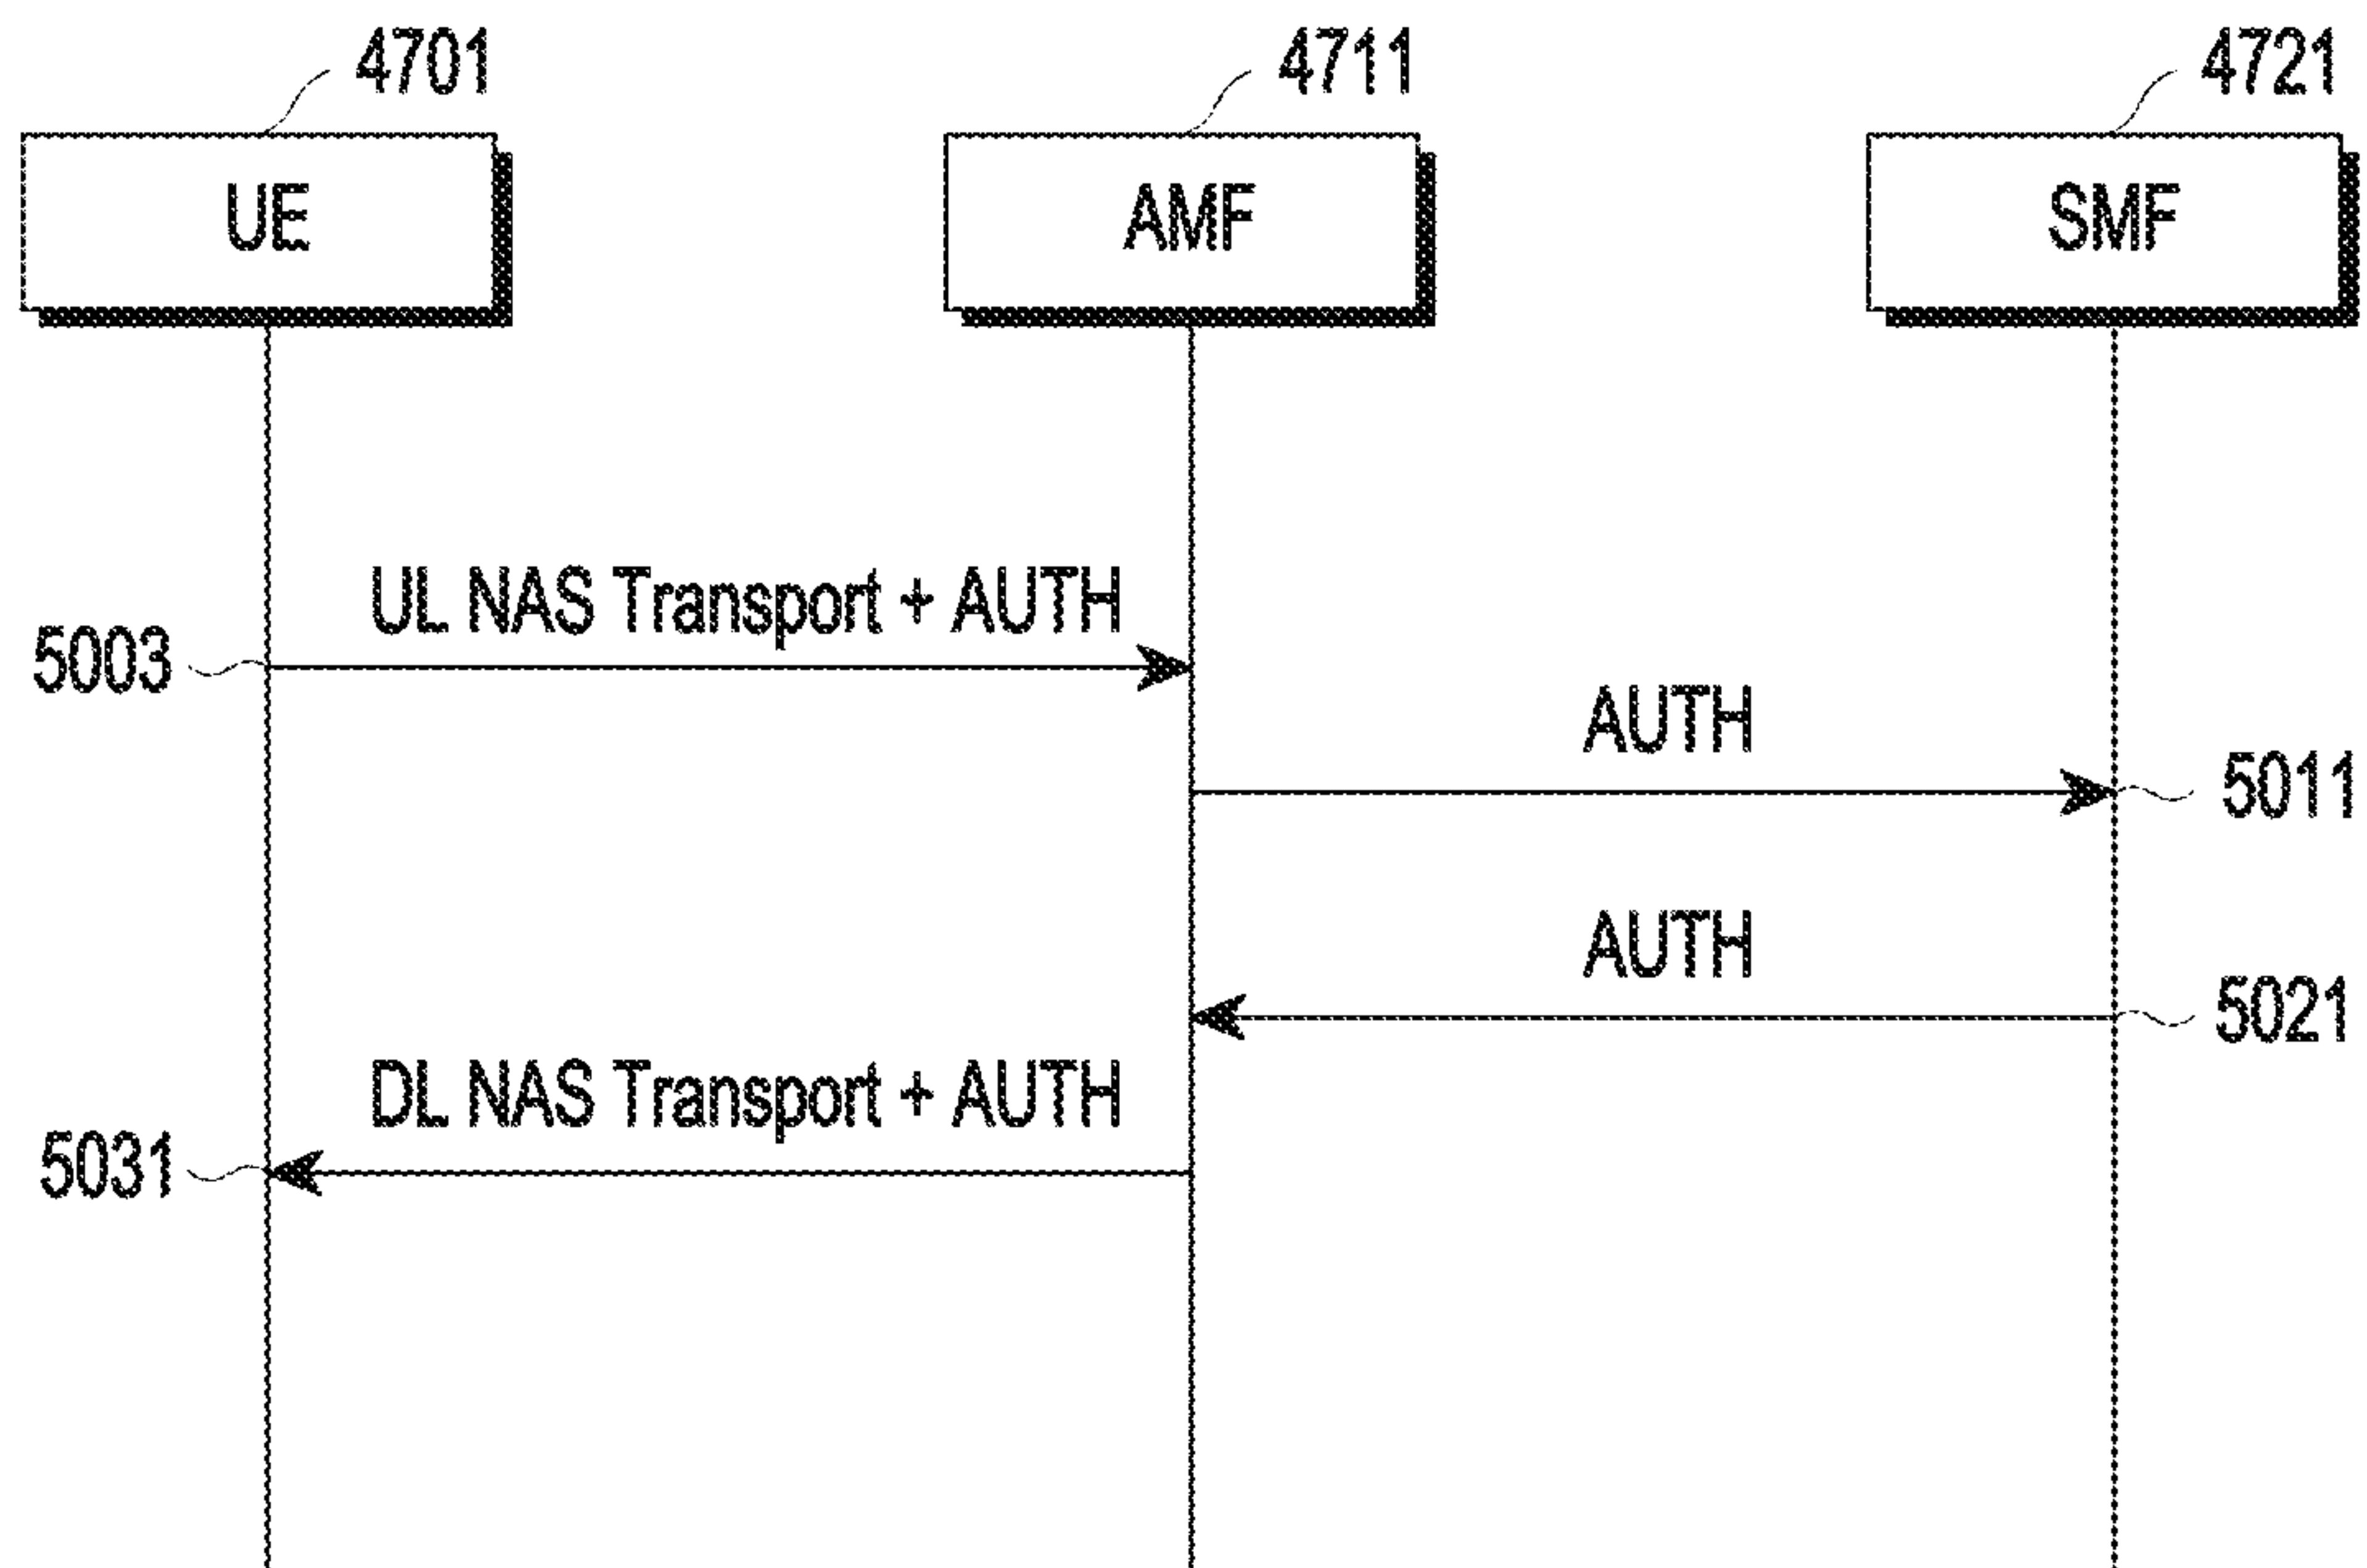 4701
4711
4721
UE
AMF
SMF
UL NAS Transport + AUTH
5003
AUTH
5011
AUTH
5021
DL NAS Transport + AUTH
5031